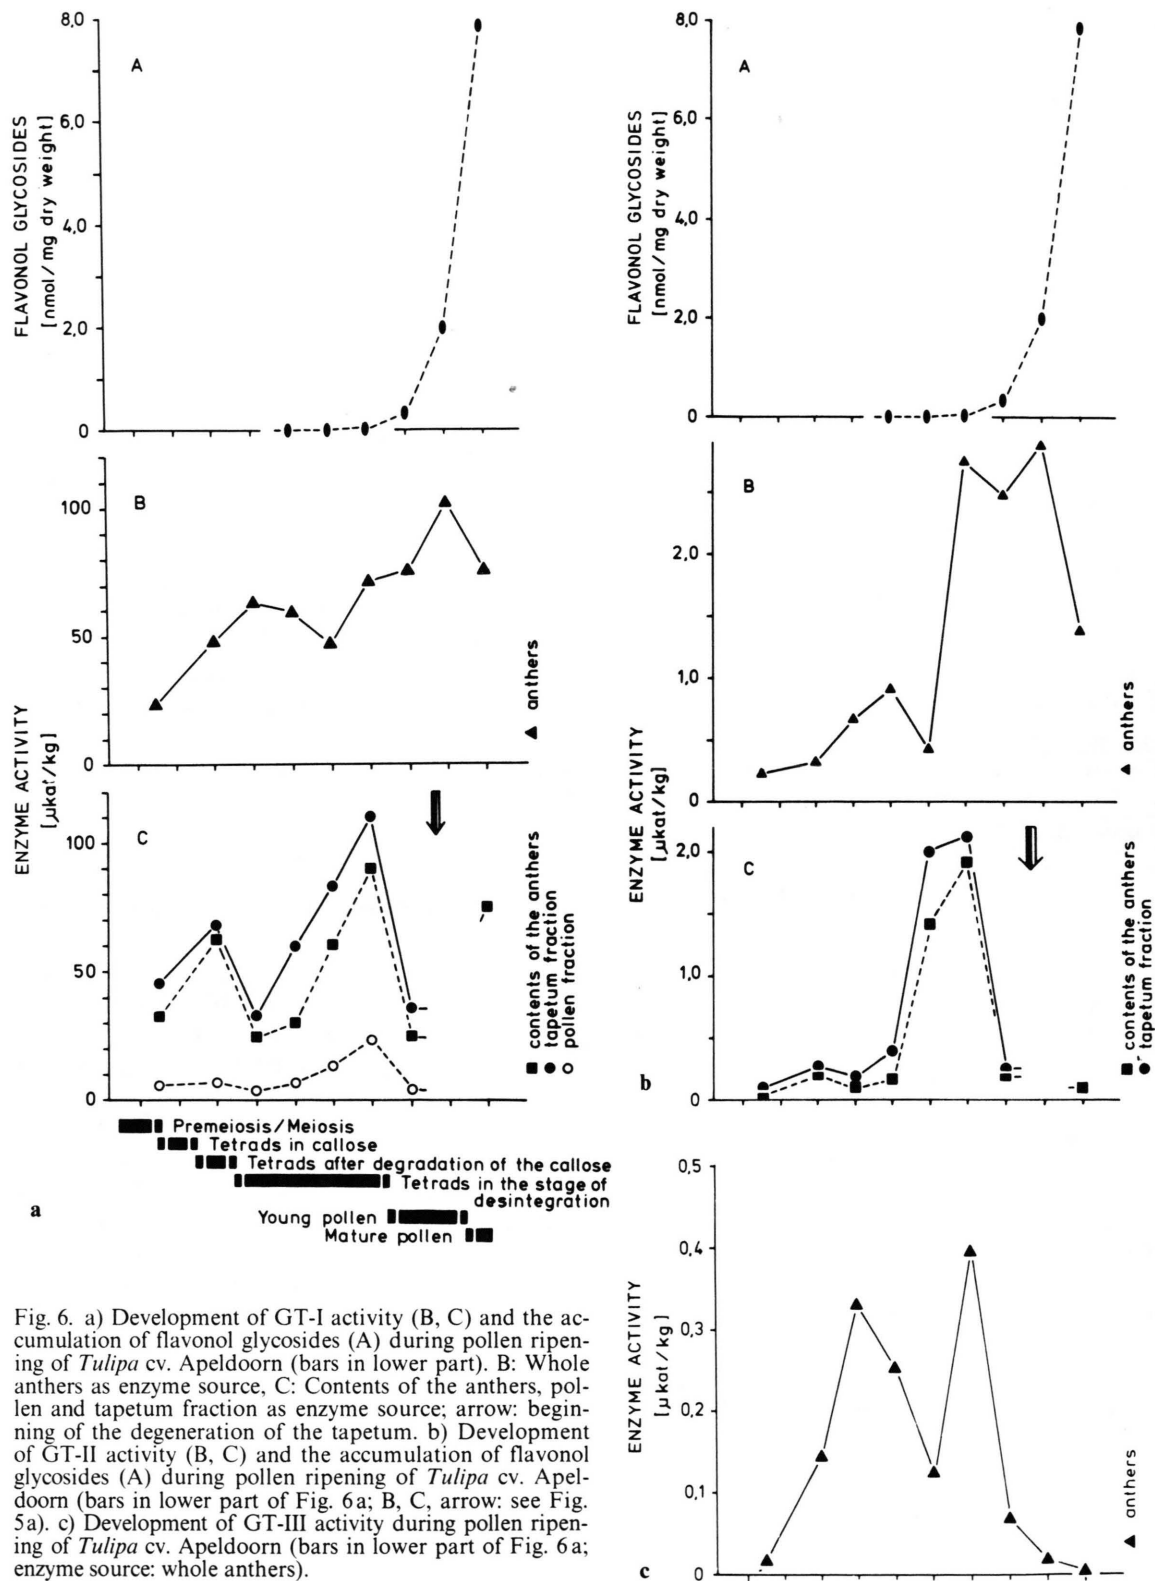 8,0
A
6,0
4,0
2,0
0
FLAVONOL GLYCOSIDES
[nmol/mg dry weight]
B
100
50
0
▲ anthers
ENZYME ACTIVITY
[µkat/kg]
C
100
50
0
■ contents of the anthers
● tapetum fraction
○ pollen fraction
Premeiosis/Meiosis
Tetrads in callose
Tetrads after degradation of the callose
Tetrads in the stage of
desintegration
Young pollen
Mature pollen
a
8,0
A
6,0
4,0
2,0
0
FLAVONOL GLYCOSIDES
[nmol/mg dry weight]
B
2,0
1,0
0
▲ anthers
ENZYME ACTIVITY
[µkat/kg]
C
2,0
1,0
0
■ contents of the anthers
● tapetum fraction
b
0,5
0,4
0,3
0,2
0,1
0
ENZYME ACTIVITY
[µkat/kg]
▲ anthers
c
Fig. 6. a) Development of GT-I activity (B, C) and the ac-
cumulation of flavonol glycosides (A) during pollen ripen-
ing of Tulipa cv. Apeldoorn (bars in lower part). B: Whole
anthers as enzyme source, C: Contents of the anthers, pol-
len and tapetum fraction as enzyme source; arrow: begin-
ning of the degeneration of the tapetum. b) Development
of GT-II activity (B, C) and the accumulation of flavonol
glycosides (A) during pollen ripening of Tulipa cv. Apel-
doorn (bars in lower part of Fig. 6a; B, C, arrow: see Fig.
5a). c) Development of GT-III activity during pollen ripen-
ing of Tulipa cv. Apeldoorn (bars in lower part of Fig. 6a;
enzyme source: whole anthers).